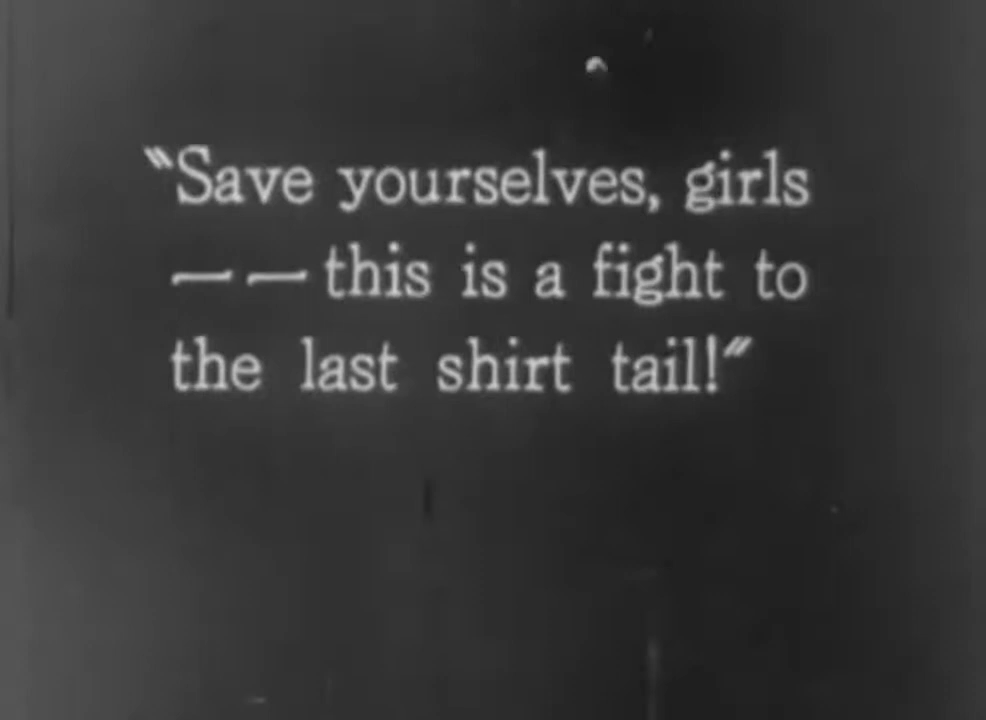 "Save yourselves, girls
—— this is a fight to
the last shirt tail!"